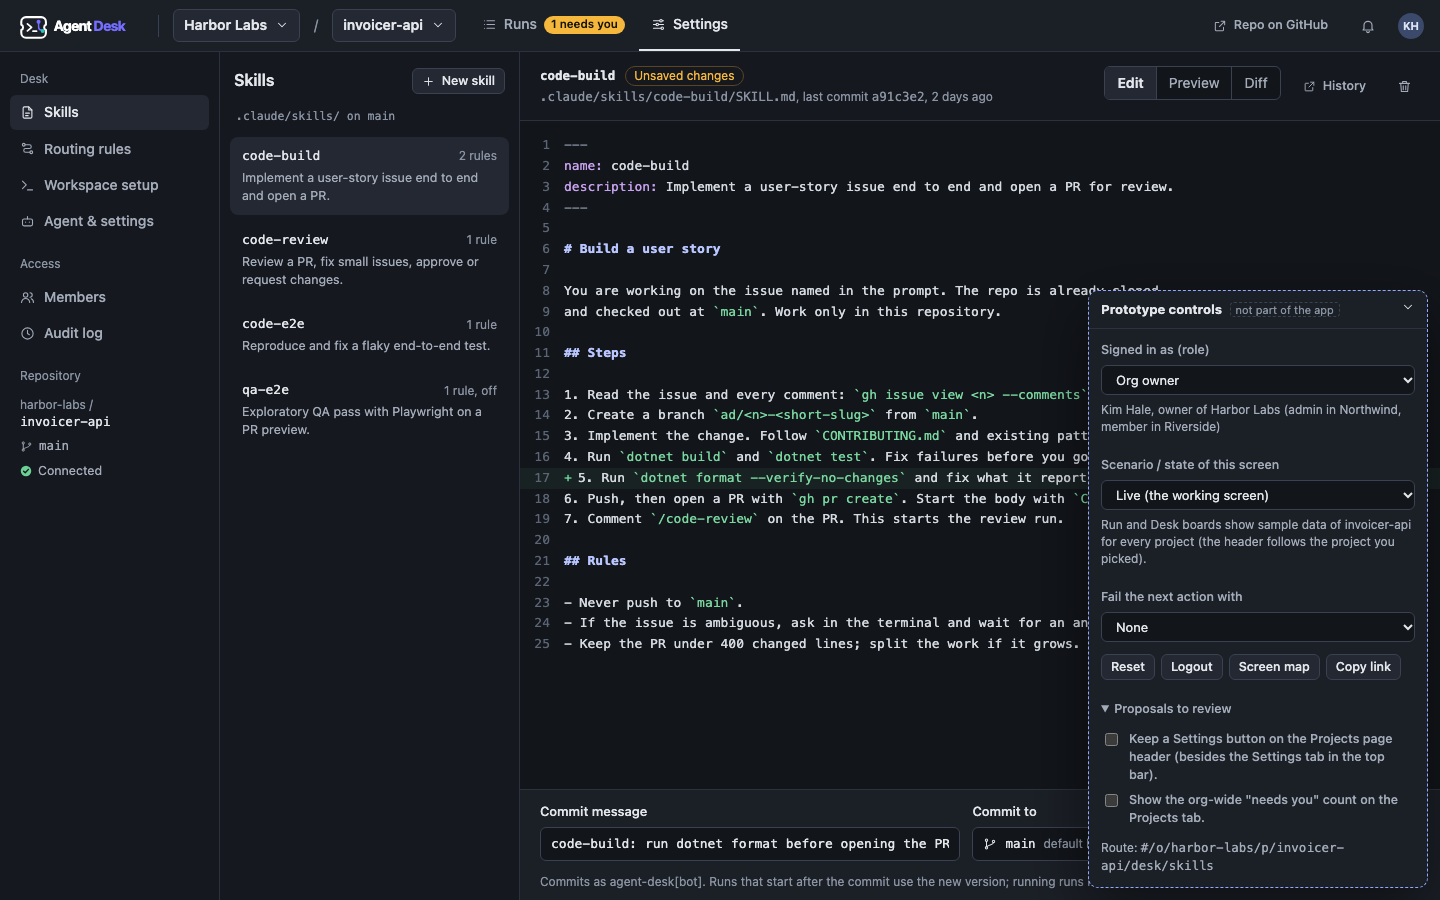 AgentDesk
Harbor Labs
/
invoicer-api
Runs
1 needs you
Settings
Repo on GitHub
KH
Desk
Skills
Routing rules
Workspace setup
Agent & settings
Access
Members
Audit log
Repository
harbor-labs /
invoicer-api
main
Connected
Skills
+ New skill
.claude/skills/ on main
code-build
2 rules
Implement a user-story issue end to end
and open a PR.
code-review
1 rule
Review a PR, fix small issues, approve or
request changes.
code-e2e
1 rule
Reproduce and fix a flaky end-to-end test.
qa-e2e
1 rule, off
Exploratory QA pass with Playwright on a
PR preview.
code-build
Unsaved changes
.claude/skills/code-build/SKILL.md, last commit a91c3e2, 2 days ago
Edit
Preview
Diff
History
1 ---
2 name: code-build
3 description: Implement a user-story issue end to end and open a PR for review.
4 ---
5
6 # Build a user story
7
8 You are working on the issue named in the prompt. The repo is already cloned
9 and checked out at `main`. Work only in this repository.
10
11 ## Steps
12
13 1. Read the issue and every comment: `gh issue view <n> --comments`
14 2. Create a branch `ad/<n>-<short-slug>` from `main`.
15 3. Implement the change. Follow `CONTRIBUTING.md` and existing patt
16 4. Run `dotnet build` and `dotnet test`. Fix failures before you go
17 + 5. Run `dotnet format --verify-no-changes` and fix what it report
18 6. Push, then open a PR with `gh pr create`. Start the body with `C
19 7. Comment `/code-review` on the PR. This starts the review run.
20
21 ## Rules
22
23 - Never push to `main`.
24 - If the issue is ambiguous, ask in the terminal and wait for an an
25 - Keep the PR under 400 changed lines; split the work if it grows.
Commit message
code-build: run dotnet format before opening the PR
Commit to
main default
Commits as agent-desk[bot]. Runs that start after the commit use the new version; running runs
Prototype controls
not part of the app
Signed in as (role)
Org owner
Kim Hale, owner of Harbor Labs (admin in Northwind,
member in Riverside)
Scenario / state of this screen
Live (the working screen)
Run and Desk boards show sample data of invoicer-api
for every project (the header follows the project you
picked).
Fail the next action with
None
Reset
Logout
Screen map
Copy link
▼ Proposals to review
Keep a Settings button on the Projects page
header (besides the Settings tab in the top
bar).
Show the org-wide "needs you" count on the
Projects tab.
Route: #/o/harbor-labs/p/invoicer-
api/desk/skills